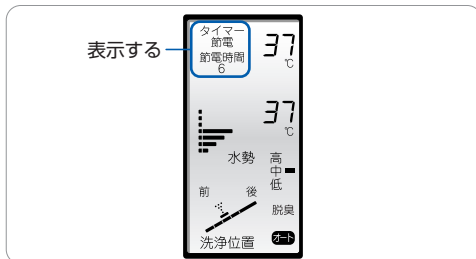 表示する
タイマー
節電
節電時間
6
37
℃
37
℃
水勢
高
中
低
前 後
脱臭
洗浄位置 オート